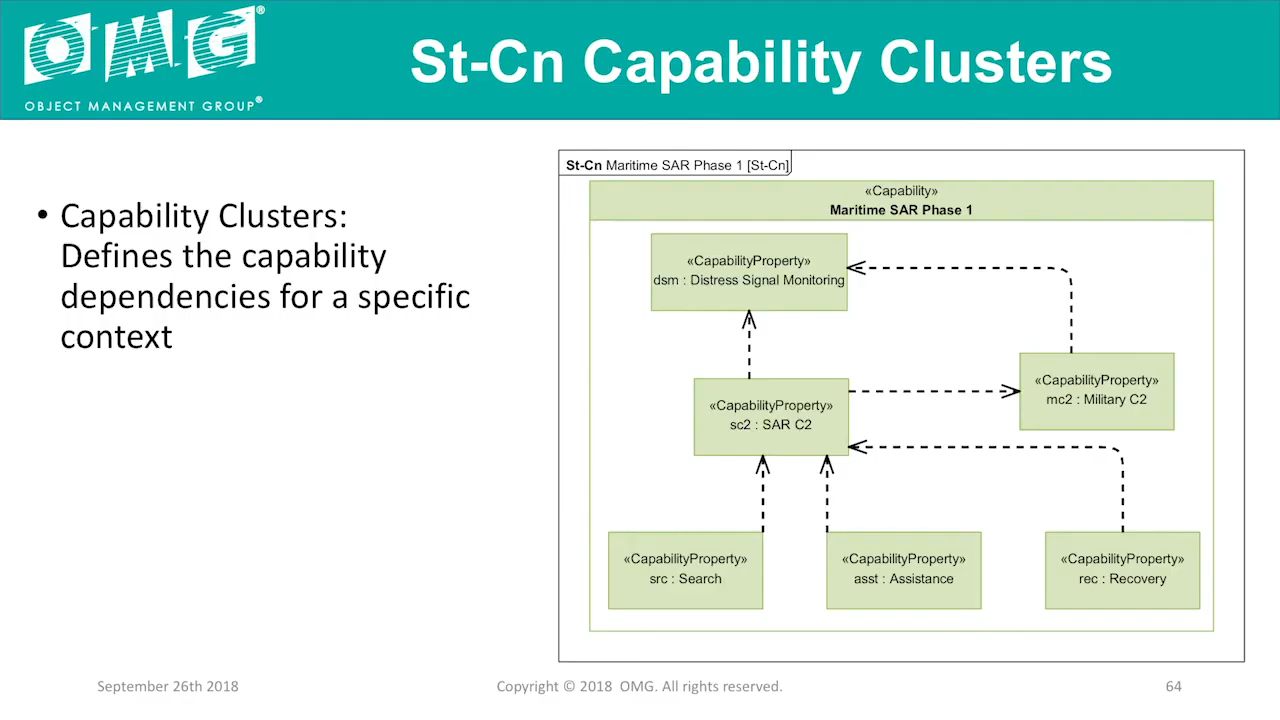 OMG®
OBJECT MANAGEMENT GROUP®
St-Cn Capability Clusters
• Capability Clusters:
Defines the capability
dependencies for a specific
context
St-Cn Maritime SAR Phase 1 [St-Cn]
«Capability»
Maritime SAR Phase 1
«CapabilityProperty»
dsm : Distress Signal Monitoring
«CapabilityProperty»
mc2 : Military C2
«CapabilityProperty»
sc2 : SAR C2
«CapabilityProperty»
src : Search
«CapabilityProperty»
asst : Assistance
«CapabilityProperty»
rec : Recovery
September 26th 2018
Copyright © 2018 OMG. All rights reserved.
64